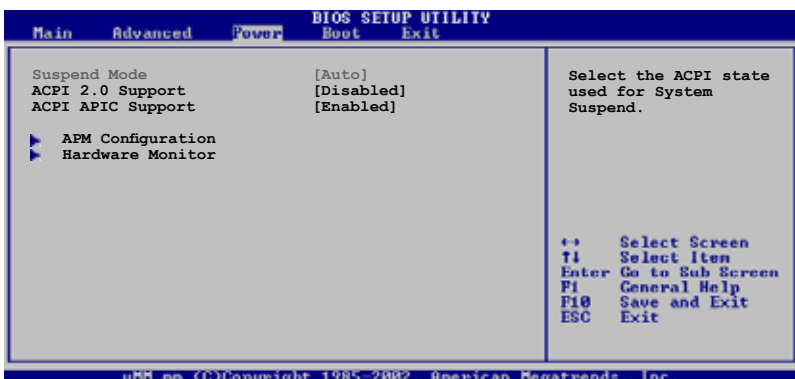 BIOS SETUP UTILITY
Main Advanced Power Boot Exit
Suspend Mode [Auto]
ACPI 2.0 Support [Disabled]
ACPI APIC Support [Enabled]
APM Configuration
Hardware Monitor
Select the ACPI state
used for System
Suspend.
↔ Select Screen
↑↓ Select Item
Enter Go to Sub Screen
F1 General Help
F10 Save and Exit
ESC Exit
(C)Copyright 1985-2002, American Megatrends, Inc